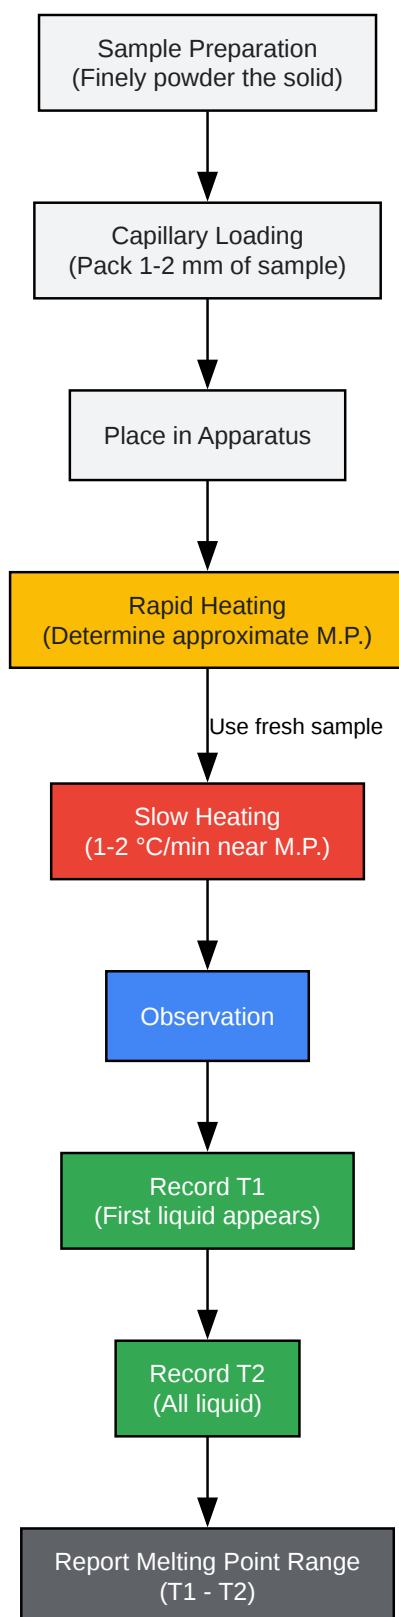 Sample Preparation
(Finely powder the solid)
Capillary Loading
(Pack 1-2 mm of sample)
Place in Apparatus
Rapid Heating
(Determine approximate M.P.)
Use fresh sample
Slow Heating
(1-2 °C/min near M.P.)
Observation
Record T1
(First liquid appears)
Record T2
(All liquid)
Report Melting Point Range
(T1 - T2)